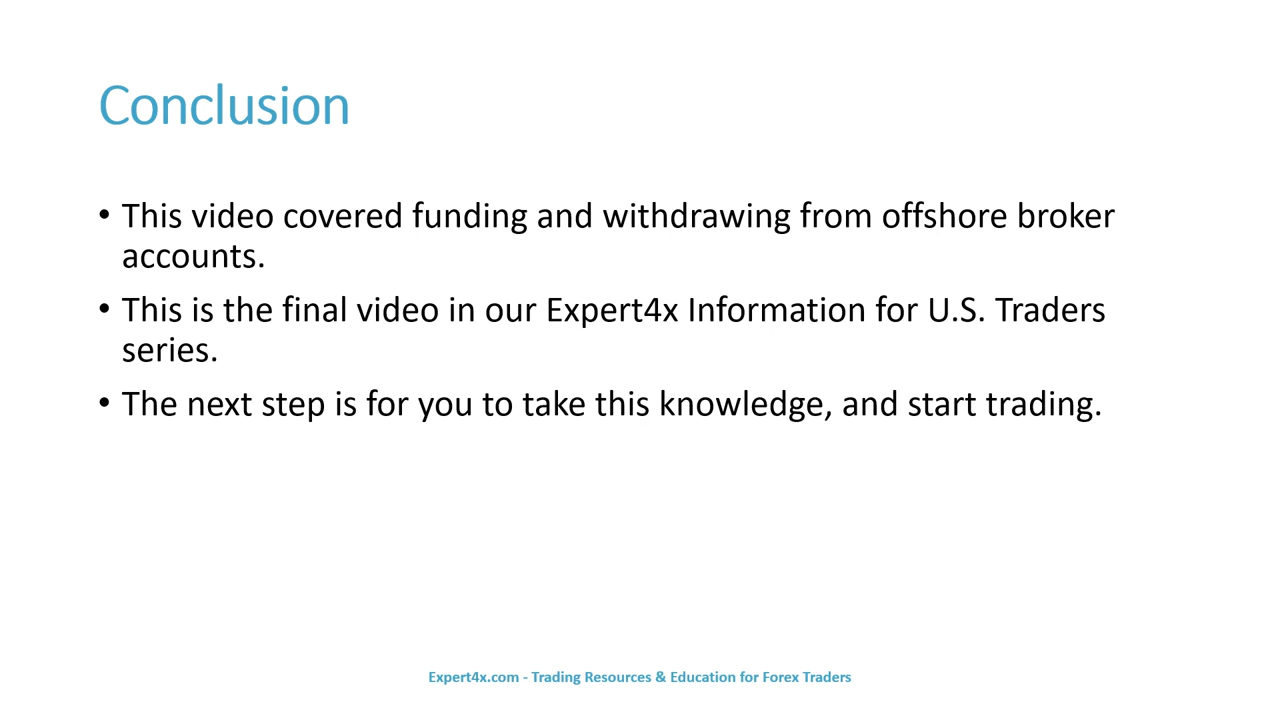 Conclusion
• This video covered funding and withdrawing from offshore broker
accounts.
• This is the final video in our Expert4x Information for U.S. Traders
series.
• The next step is for you to take this knowledge, and start trading.
Expert4x.com - Trading Resources & Education for Forex Traders